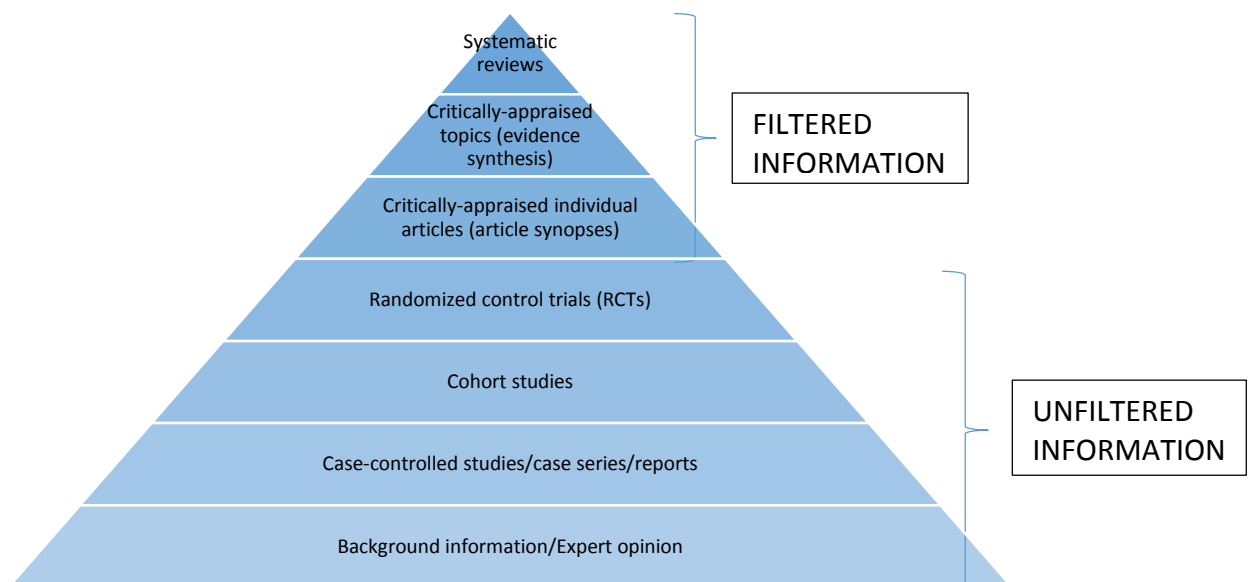 Systematic
reviews
Critically-appraised
topics (evidence
synthesis)
FILTERED
INFORMATION
Critically-appraised individual
articles (article synopses)
Randomized control trials (RCTs)
Cohort studies
UNFILTERED
INFORMATION
Case-controlled studies/case series/reports
Background information/Expert opinion